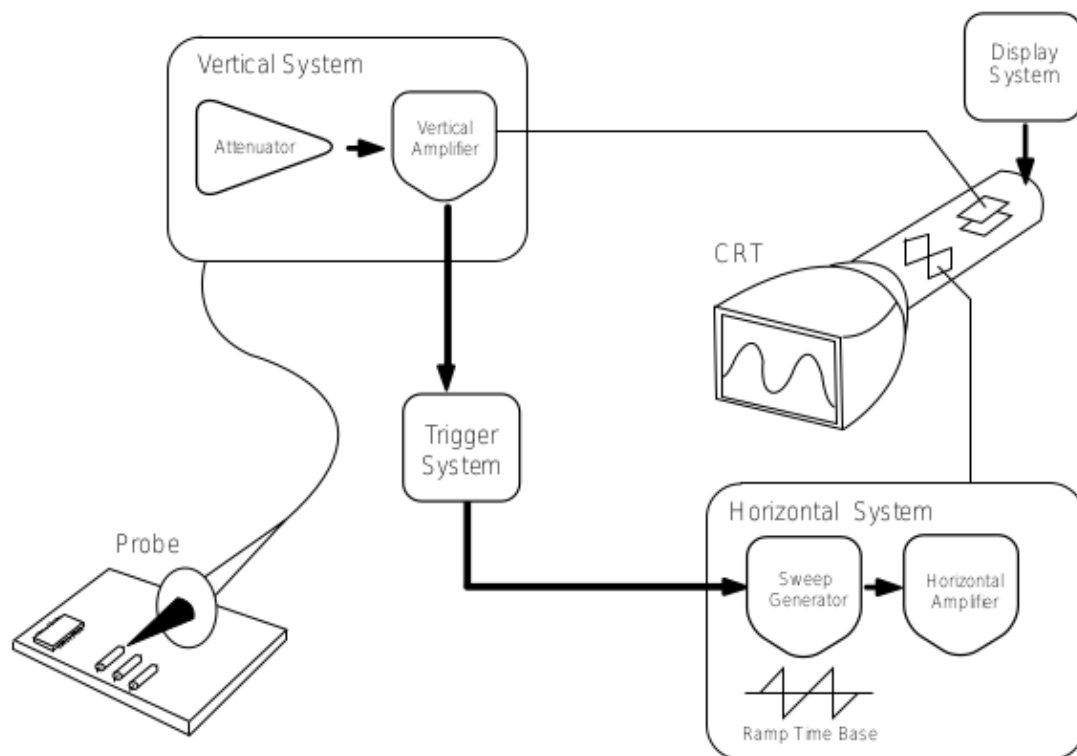 Vertical System
Attenuator
Vertical
Amplifier
Display
System
CRT
Trigger
System
Probe
Horizontal System
Sweep
Generator
Horizontal
Amplifier
Ramp Time Base